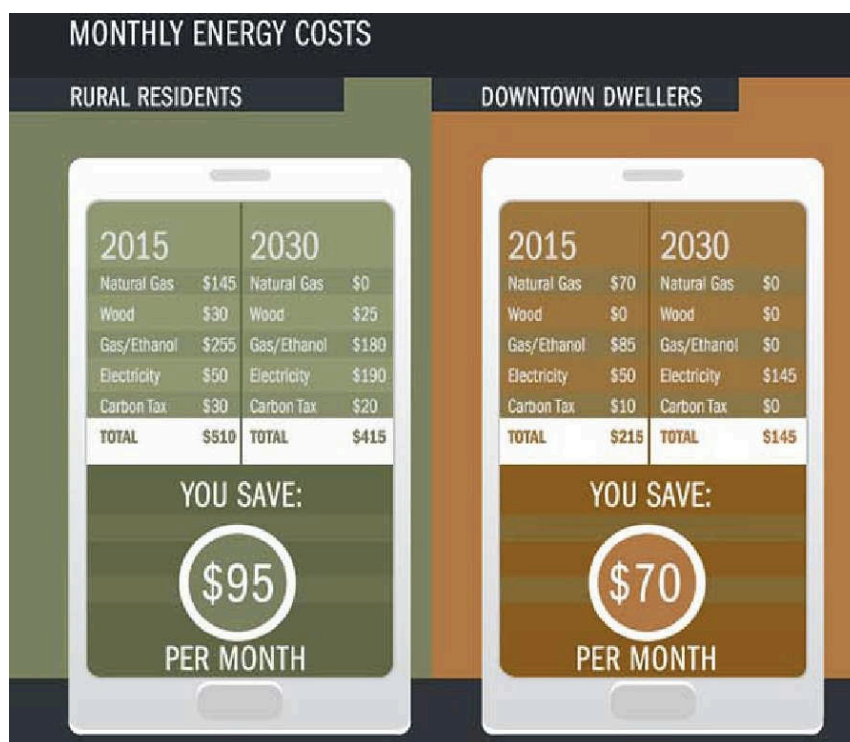 MONTHLY ENERGY COSTS
RURAL RESIDENTS
2015 2030
Natural Gas $145 Natural Gas $0
Wood $30 Wood $25
Gas/Ethanol $255 Gas/Ethanol $180
Electricity $50 Electricity $190
Carbon Tax $30 Carbon Tax $20
TOTAL $510 TOTAL $415
YOU SAVE:
$95
PER MONTH
DOWNTOWN DWELLERS
2015 2030
Natural Gas $70 Natural Gas $0
Wood $0 Wood $0
Gas/Ethanol $85 Gas/Ethanol $0
Electricity $50 Electricity $145
Carbon Tax $10 Carbon Tax $0
TOTAL $215 TOTAL $145
YOU SAVE:
$70
PER MONTH